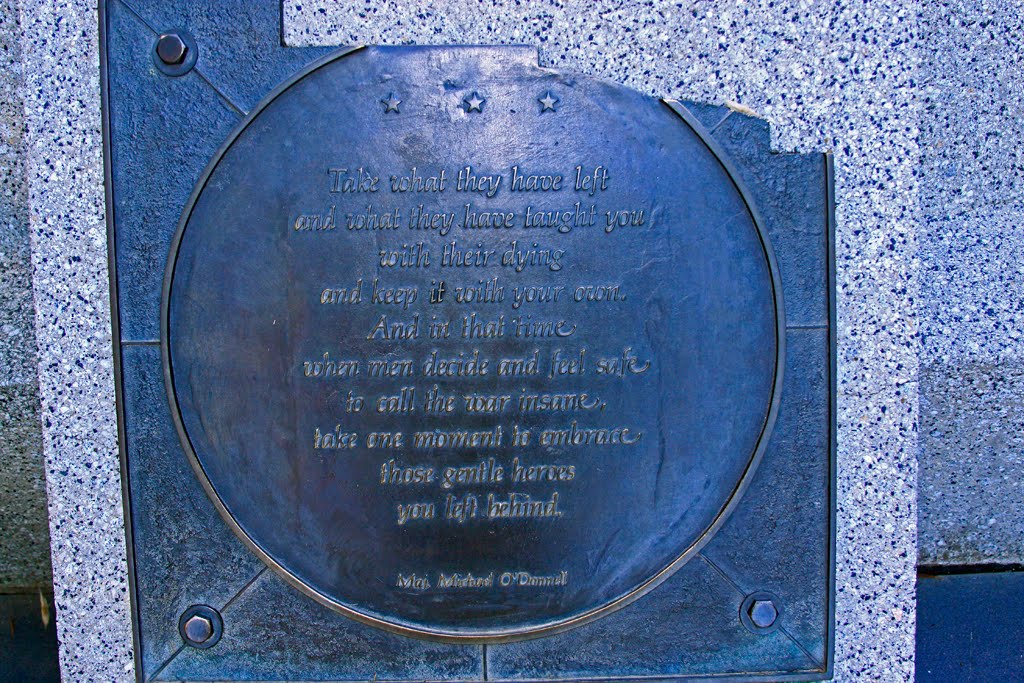 Take what they have left
and what they have taught you
with their dying
and keep it with your own.
And in that time
when men decide and feel safe
to call the war insane,
take one moment to embrace
those gentle heroes
you left behind.
Maj. Michael O'Donnell